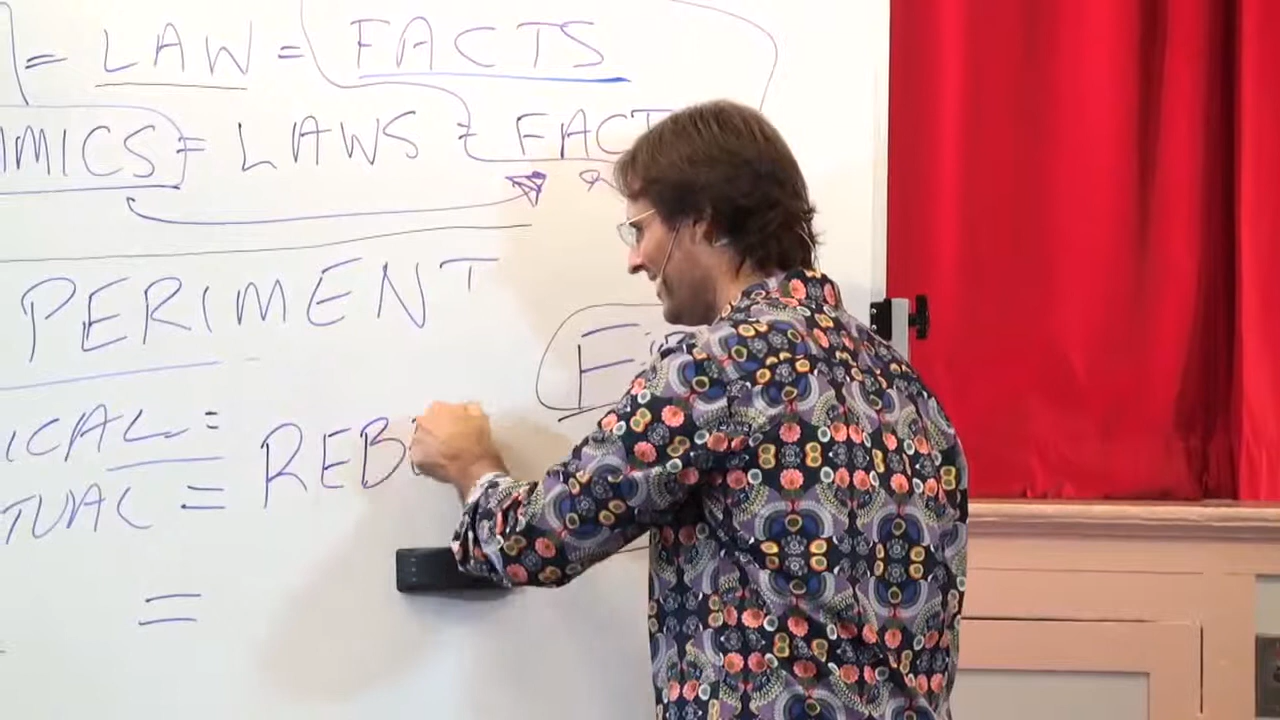 = LAW = FACTS
MICS = LAWS = FACT
PERIMENT
ICAL =
TUAL = REB
=